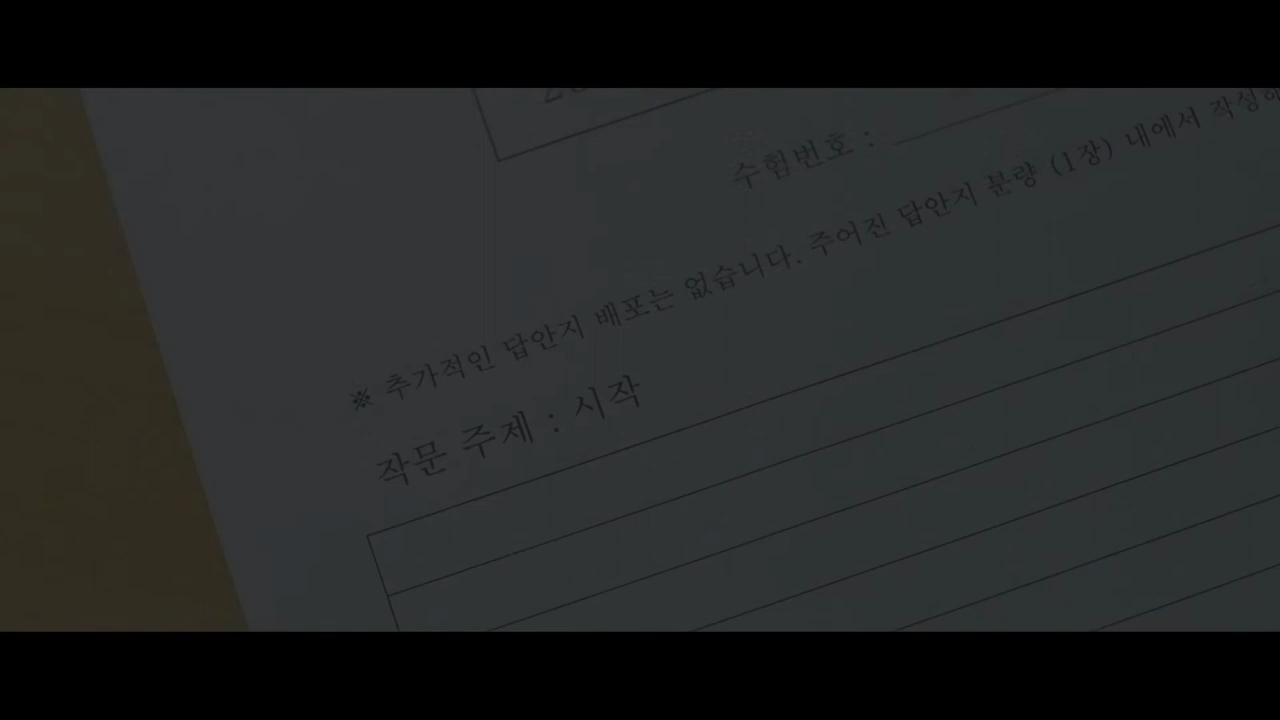 수험번호 :
※ 추가적인 답안지 배포는 없습니다. 주어진 답안지 분량 (1장) 내에서
작문 주제 : 시작